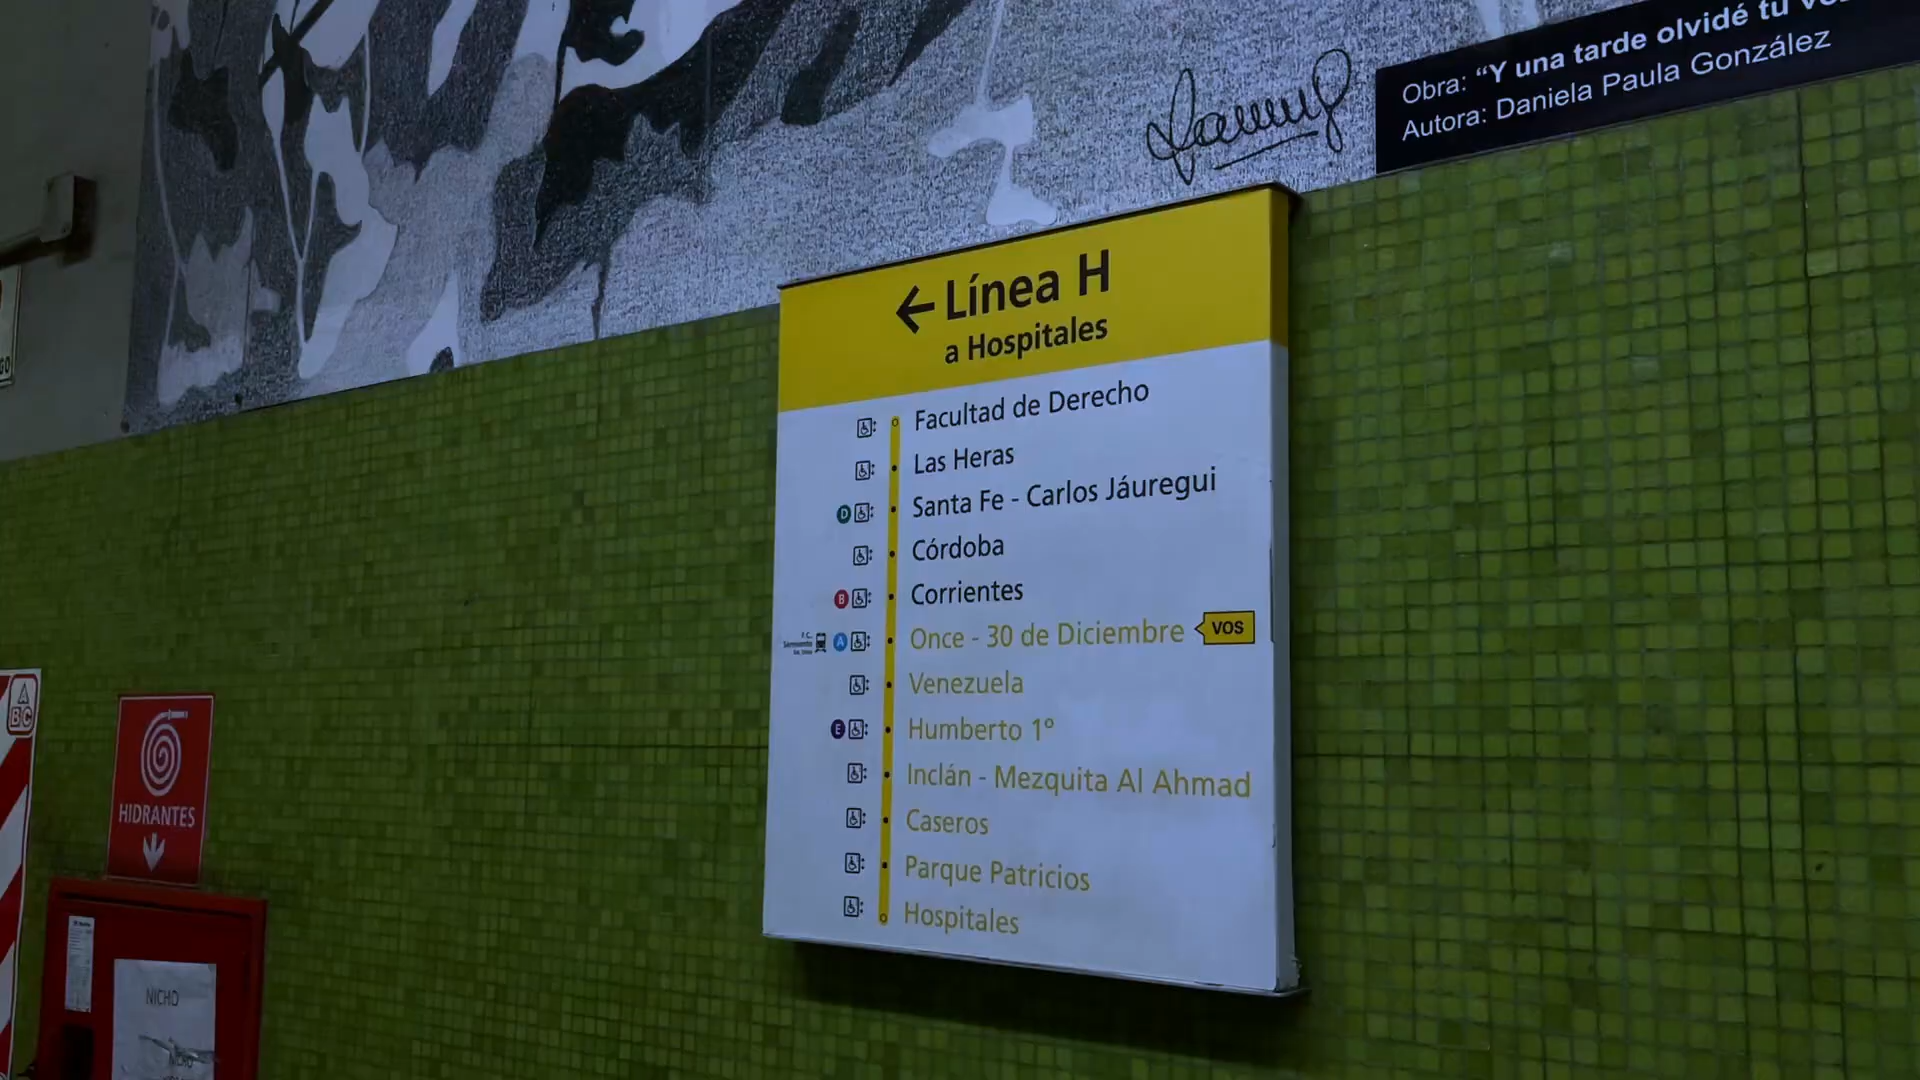 Obra: "Y una tarde olvidé tu
Autora: Daniela Paula González
← Línea H
a Hospitales
Facultad de Derecho
Las Heras
D Santa Fe - Carlos Jáuregui
Córdoba
B Corrientes
F.C. Sarmiento A Once - 30 de Diciembre VOS
Venezuela
E Humberto 1°
Inclán - Mezquita Al Ahmad
Caseros
Parque Patricios
Hospitales
ABC
HIDRANTES
NICHO